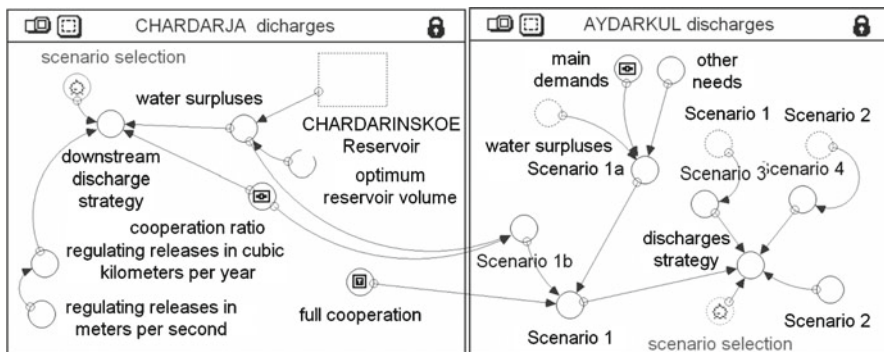 CHARDARJA dicharges
scenario selection
water surpluses
CHARDARINSKOE
Reservoir
downstream
discharge
strategy
optimum
reservoir volume
cooperation ratio
regulating releases in cubic
kilometers per year
regulating releases in
meters per second
full cooperation
AYDARKUL discharges
main
demands
other
needs
Scenario 1
Scenario 2
water surpluses
Scenario 1a
Scenario 3
Scenario 4
discharges
strategy
Scenario 1b
Scenario 1
Scenario 2
scenario selection